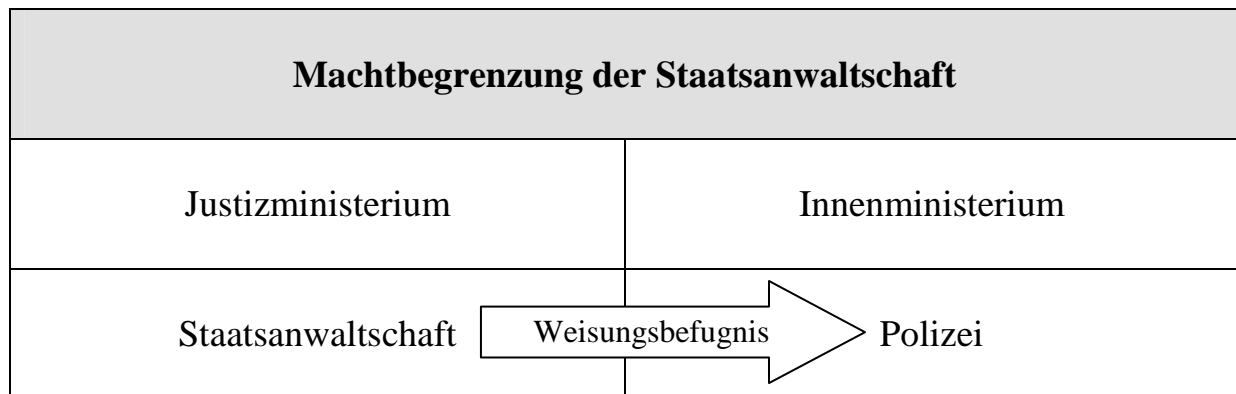 Machtbegrenzung der Staatsanwaltschaft
Justizministerium
Innenministerium
Staatsanwaltschaft
Weisungsbefugnis
Polizei